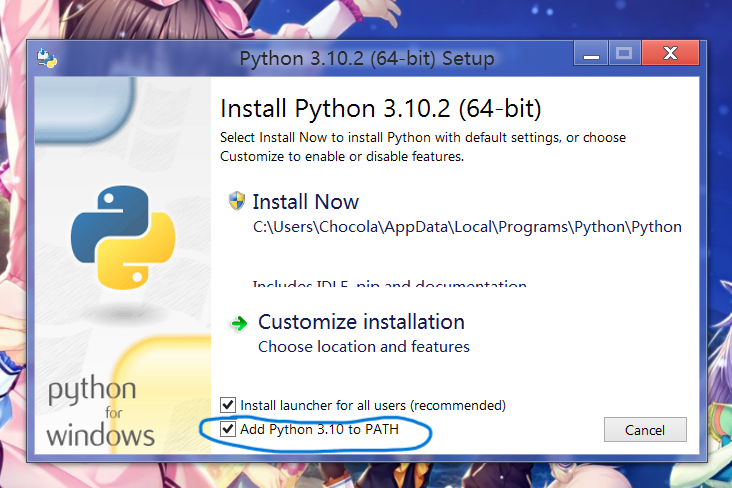 Python 3.10.2 (64-bit) Setup
Install Python 3.10.2 (64-bit)
Select Install Now to install Python with default settings, or choose
Customize to enable or disable features.
Install Now
C:\Users\Chocola\AppData\Local\Programs\Python\Python
Includes IDLE, pip and documentation
Customize installation
Choose location and features
Install launcher for all users (recommended)
Add Python 3.10 to PATH
Cancel
python
for
windows